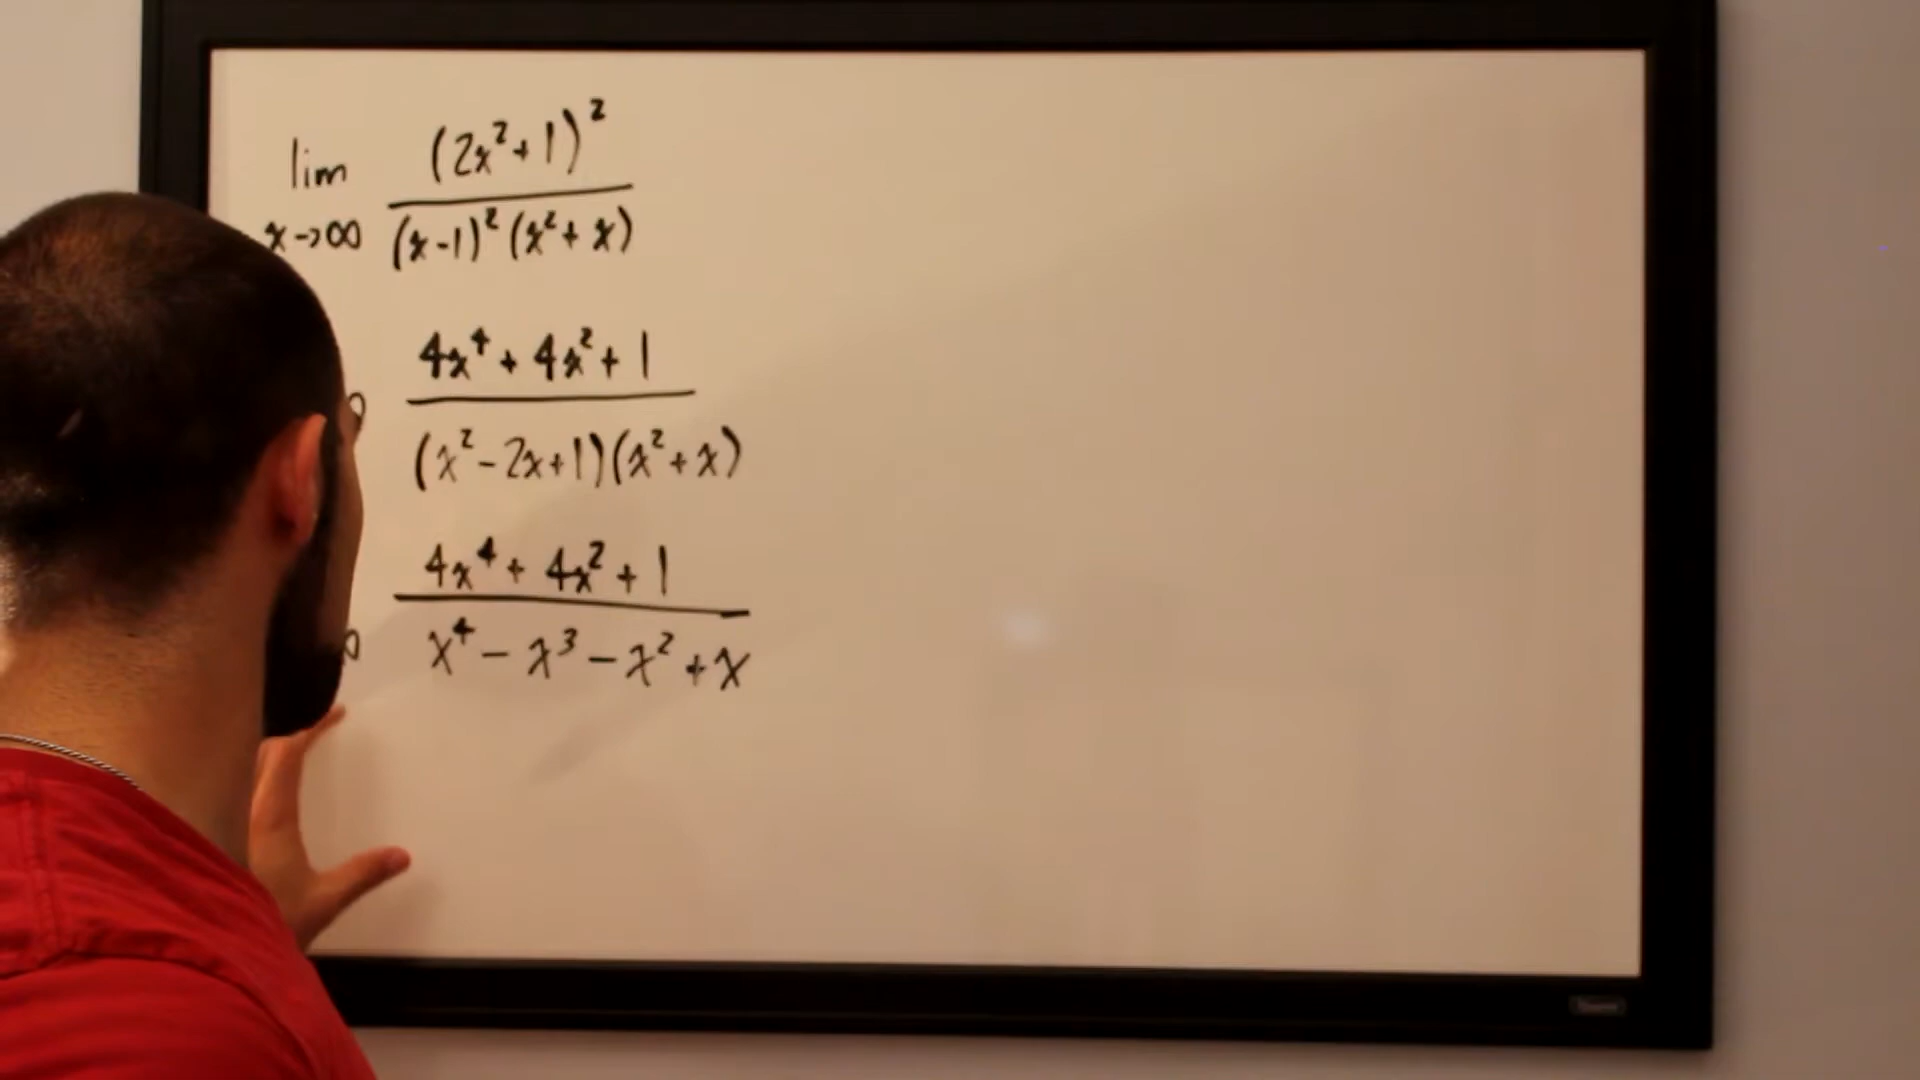 lim (2x²+1)²
x→∞ (x-1)²(x²+x)
4x⁴ + 4x² + 1
(x² - 2x + 1)(x² + x)
4x⁴ + 4x² + 1
x⁴ - x³ - x² + x